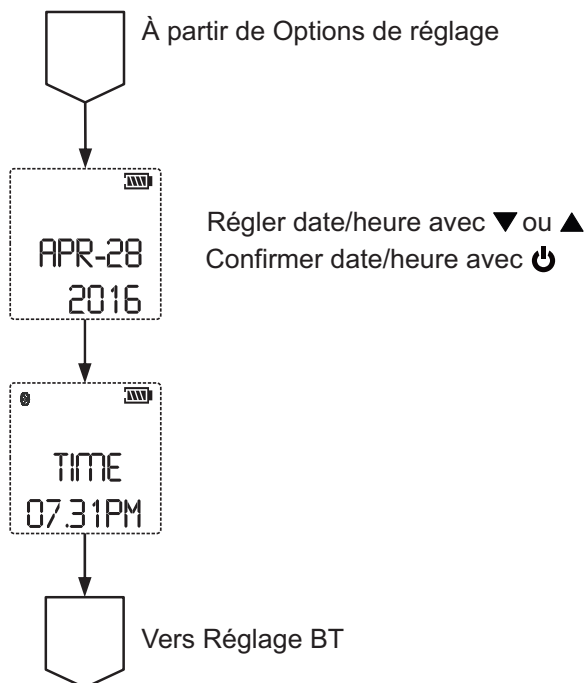 À partir de Options de réglage
APR-28
2016
Régler date/heure avec ▼ ou ▲
Confirmer date/heure avec ⏻
TIME
07.31PM
Vers Réglage BT